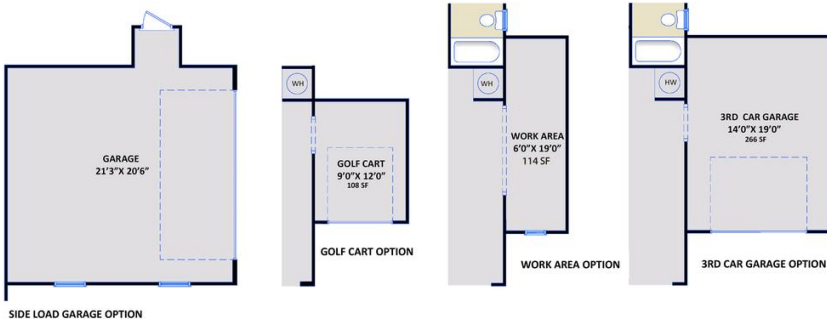 GARAGE
21'3"X 20'6"
SIDE LOAD GARAGE OPTION
WH
GOLF CART
9'0"X 12'0"
108 SF
GOLF CART OPTION
WH
WORK AREA
6'0"X 19'0"
114 SF
WORK AREA OPTION
HW
3RD CAR GARAGE
14'0"X 19'0"
266 SF
3RD CAR GARAGE OPTION